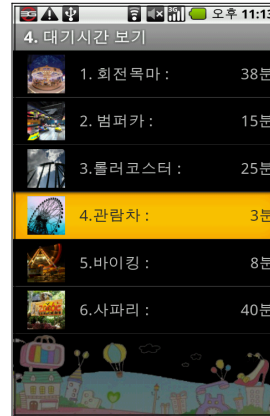 3G 3G 오후 11:13
4. 대기시간 보기
1. 회전목마 : 38분
2. 범퍼카 : 15분
3.롤러코스터 : 25분
4.관람차 : 3분
5.바이킹 : 8분
6.사파리 : 40분